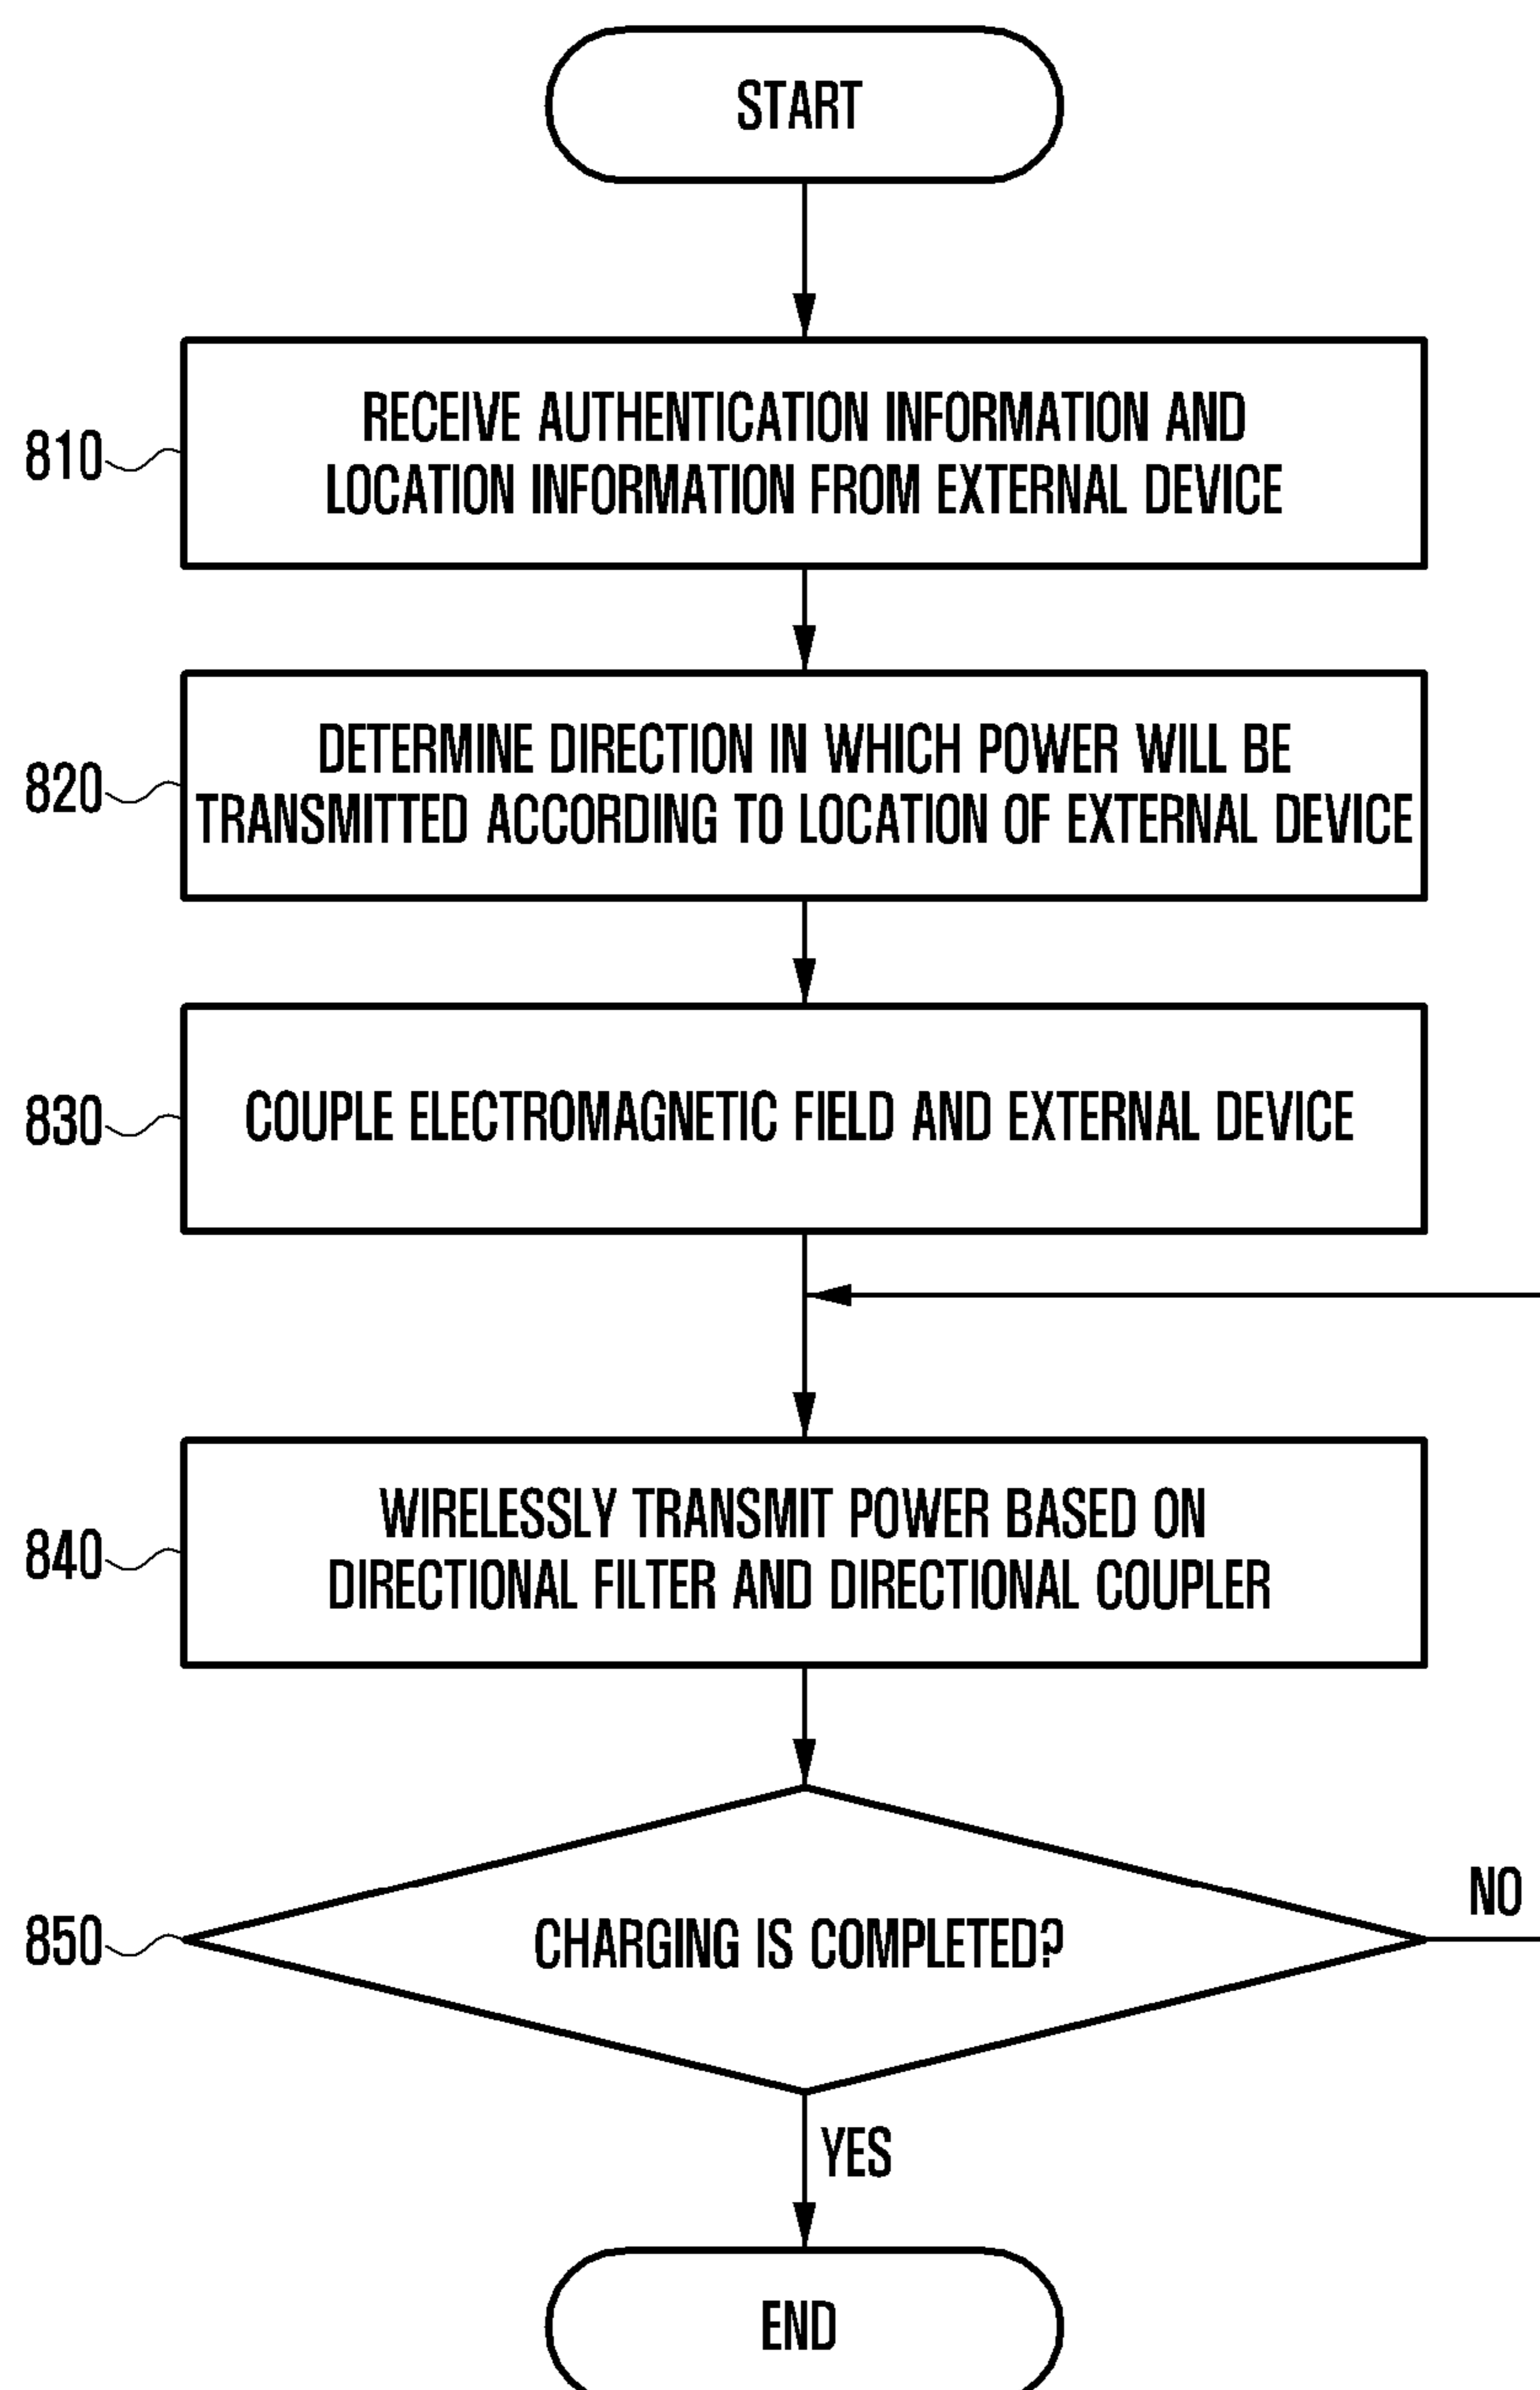 START
810
RECEIVE AUTHENTICATION INFORMATION AND
LOCATION INFORMATION FROM EXTERNAL DEVICE
820
DETERMINE DIRECTION IN WHICH POWER WILL BE
TRANSMITTED ACCORDING TO LOCATION OF EXTERNAL DEVICE
830
COUPLE ELECTROMAGNETIC FIELD AND EXTERNAL DEVICE
840
WIRELESSLY TRANSMIT POWER BASED ON
DIRECTIONAL FILTER AND DIRECTIONAL COUPLER
850
CHARGING IS COMPLETED?
NO
YES
END